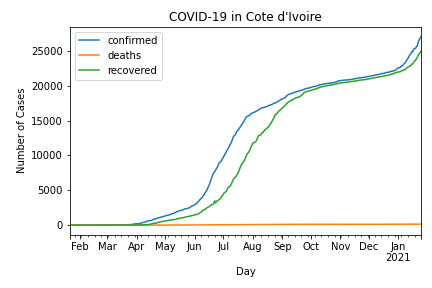 COVID-19 in Cote d'Ivoire
confirmed
deaths
recovered
Number of Cases
25000
20000
15000
10000
5000
0
Feb Mar Apr May Jun Jul Aug Sep Oct Nov Dec Jan
2021
Day